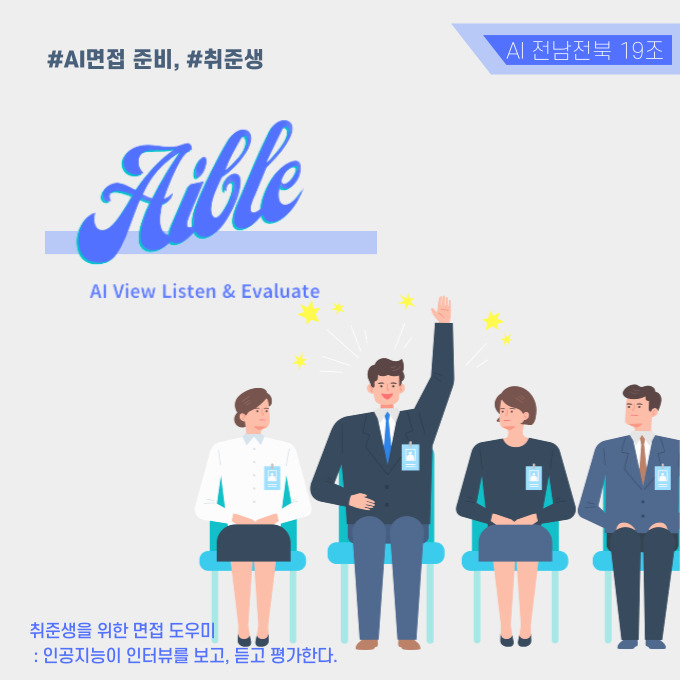 #AI면접 준비, #취준생
AI 전남전북 19조
Aible
AI View Listen & Evaluate
취준생을 위한 면접 도우미
: 인공지능이 인터뷰를 보고, 듣고 평가한다.